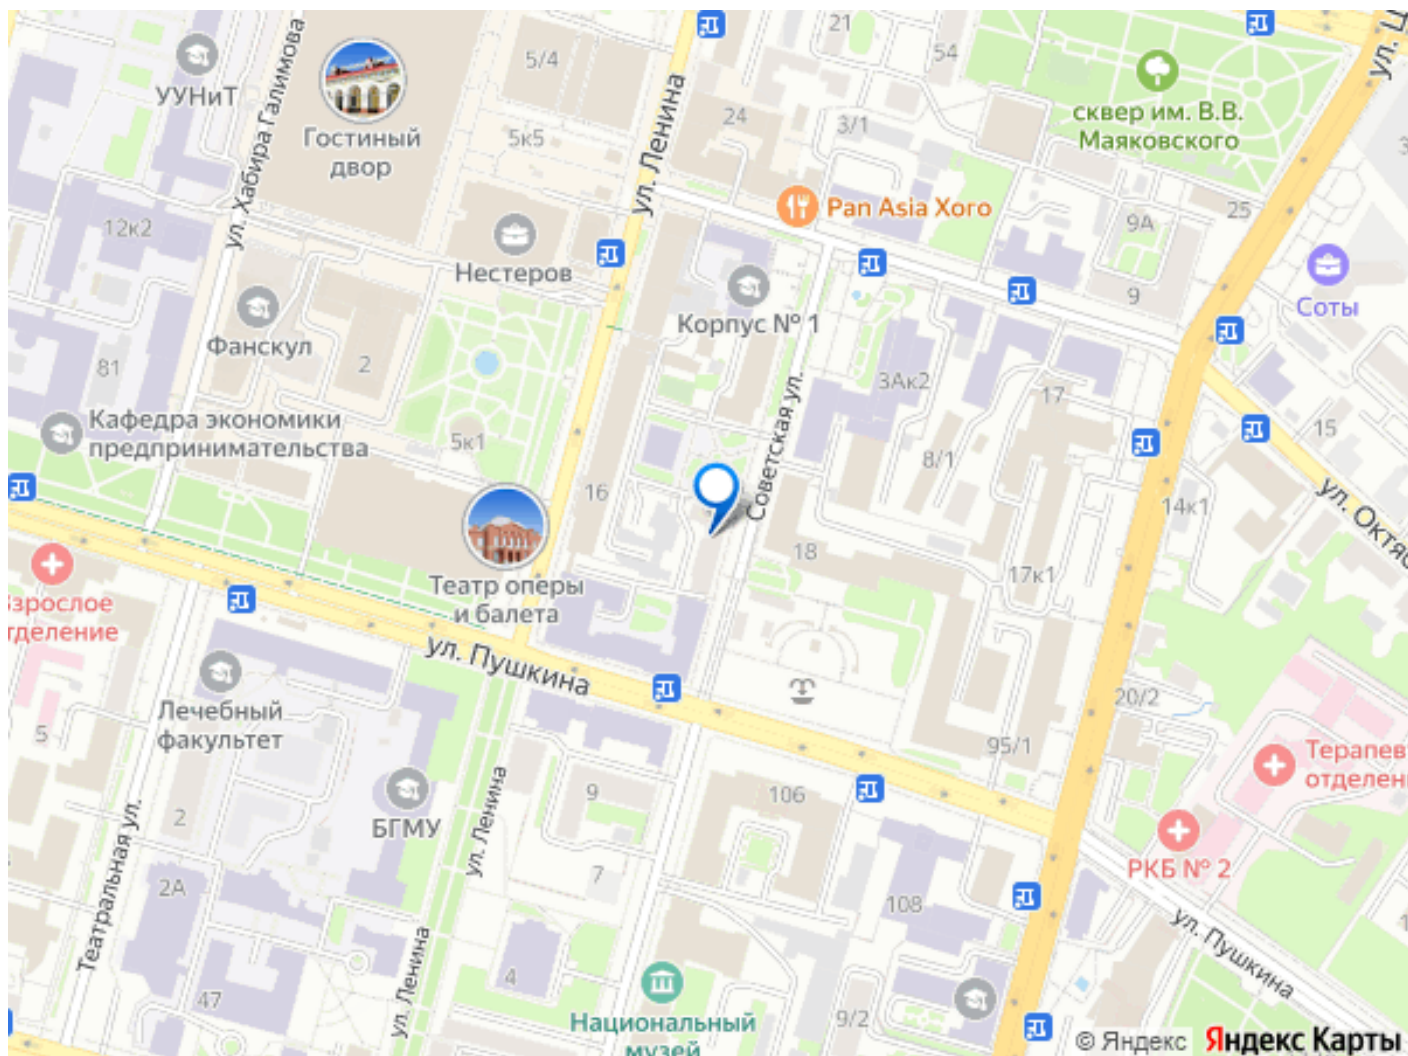 21
ул. Ц
УУНиТ
ул. Хабира Галимова
5/4
ул. Ленина
54
сквер им. В.В.
Маяковского
Гостиный
двор
5к5
24
3/1
Pan Asia Хого
9А
25
12к2
Нестеров
Корпус № 1
9
Соты
Фанскул
2
81
3Ак2
17
Кафедра экономики
предпринимательства
5к1
Советская ул.
8/1
15
16
14к1
ул. Октяб
18
17к1
Театр оперы
и балета
зрослое
тделение
ул. Пушкина
Лечебный
факультет
5
20/2
95/1
Терапев
отделен
БГМУ
ул. Ленина
9
106
2
Театральная ул.
7
РКБ № 2
2А
108
ул. Пушкина
ул. Ленина
4
47
Национальный
музей
9/2
© Яндекс Яндекс Карты